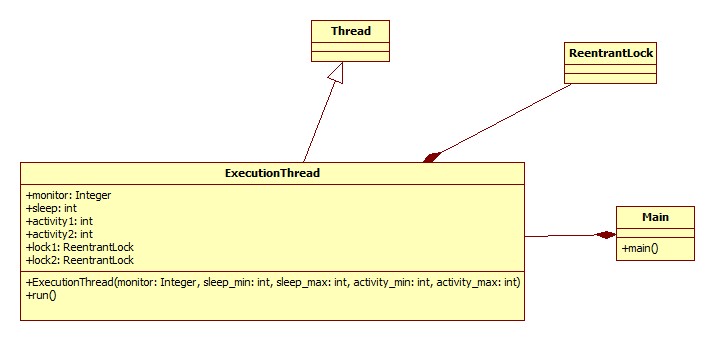 Thread
ReentrantLock
ExecutionThread
+monitor: Integer
+sleep: int
+activity1: int
+activity2: int
+lock1: ReentrantLock
+lock2: ReentrantLock
+ExecutionThread(monitor: Integer, sleep_min: int, sleep_max: int, activity_min: int, activity_max: int)
+run()
Main
+main()